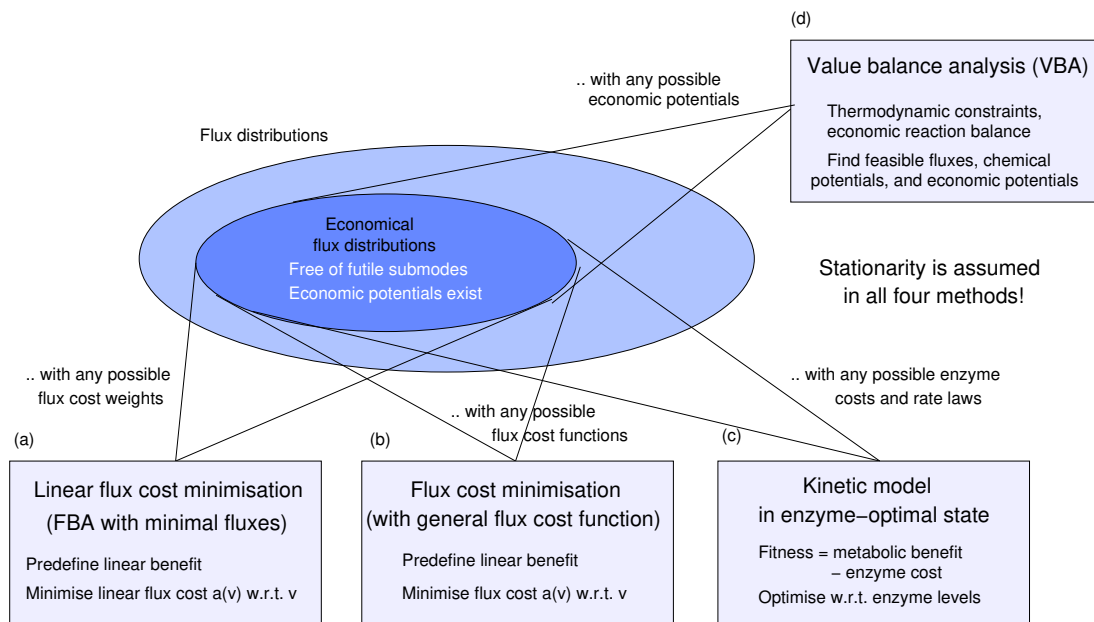 (d)
Value balance analysis (VBA)
Thermodynamic constraints,
economic reaction balance
Find feasible fluxes, chemical
potentials, and economic potentials
.. with any possible
economic potentials
Flux distributions
Economical
flux distributions
Free of futile submodes
Economic potentials exist
Stationarity is assumed
in all four methods!
.. with any possible
flux cost weights
.. with any possible
flux cost functions
.. with any possible enzyme
costs and rate laws
(a)
Linear flux cost minimisation
(FBA with minimal fluxes)
Predefine linear benefit
Minimise linear flux cost a(v) w.r.t. v
(b)
Flux cost minimisation
(with general flux cost function)
Predefine linear benefit
Minimise flux cost a(v) w.r.t. v
(c)
Kinetic model
in enzyme−optimal state
Fitness = metabolic benefit
− enzyme cost
Optimise w.r.t. enzyme levels